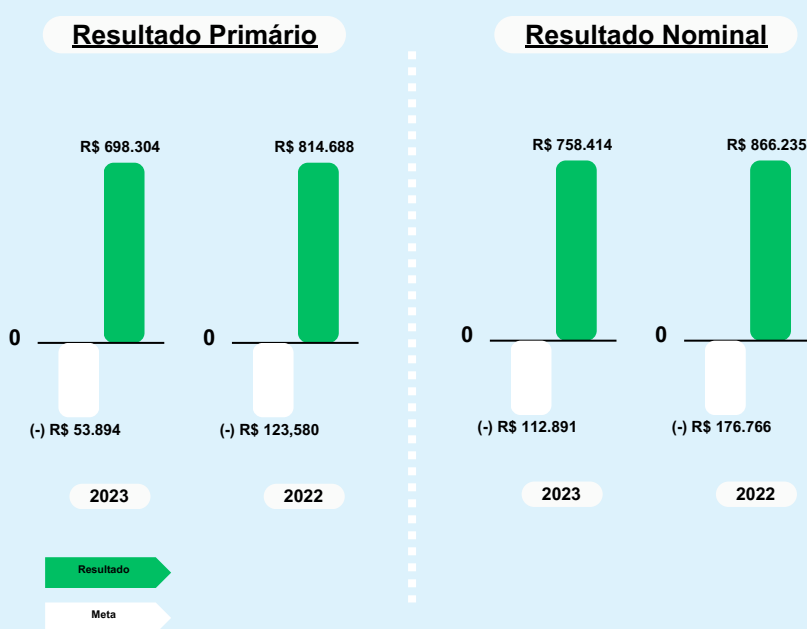 Resultado Primário
R$ 698.304
R$ 814.688
0
0
(-) R$ 53.894
(-) R$ 123,580
2023
2022
Resultado
Meta
Resultado Nominal
R$ 758.414
R$ 866.235
0
0
(-) R$ 112.891
(-) R$ 176.766
2023
2022